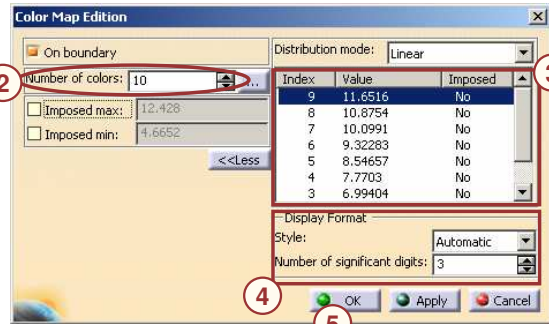 Color Map Edition
On boundary
Distribution mode: Linear
2
Number of colors: 10 ...
3
Index Value Imposed
9 11.6516 No
8 10.8754 No
7 10.0991 No
6 9.32283 No
5 8.54657 No
4 7.7703 No
3 6.99404 No
Imposed max: 12.428
Imposed min: 4.6652
<<Less
Display Format
Style: Automatic
Number of significant digits: 3
4
OK Apply Cancel
5